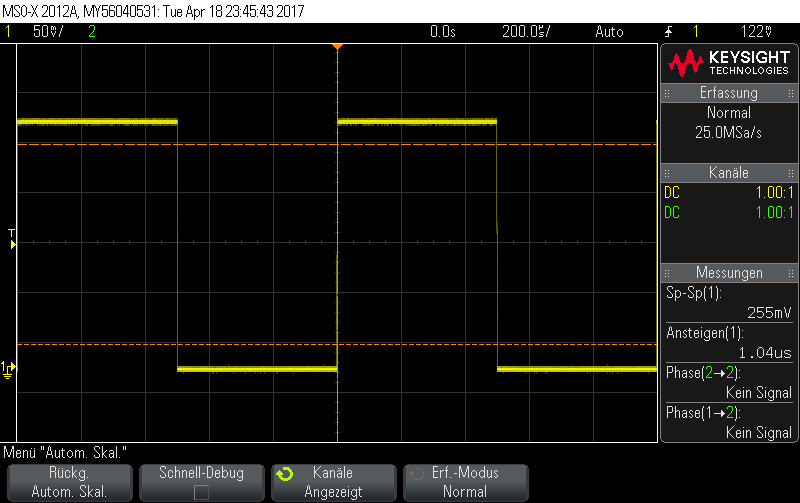 MSO-X 2012A, MY56040531: Tue Apr 18 23:45:43 2017
1 50mV/ 2 0.0s 200.0us/ Auto 1 122mV
KEYSIGHT
TECHNOLOGIES
Erfassung
Normal
25.0MSa/s
Kanäle
DC 1.00:1
DC 1.00:1
T
Messungen
Sp-Sp(1):
255mV
Ansteigen(1):
1.04us
1
Phase(2→2):
Kein Signal
Phase(1→2):
Kein Signal
Menü "Autom. Skal."
Rückg.
Autom. Skal.
Schnell-Debug
Kanäle
Angezeigt
Erf.-Modus
Normal